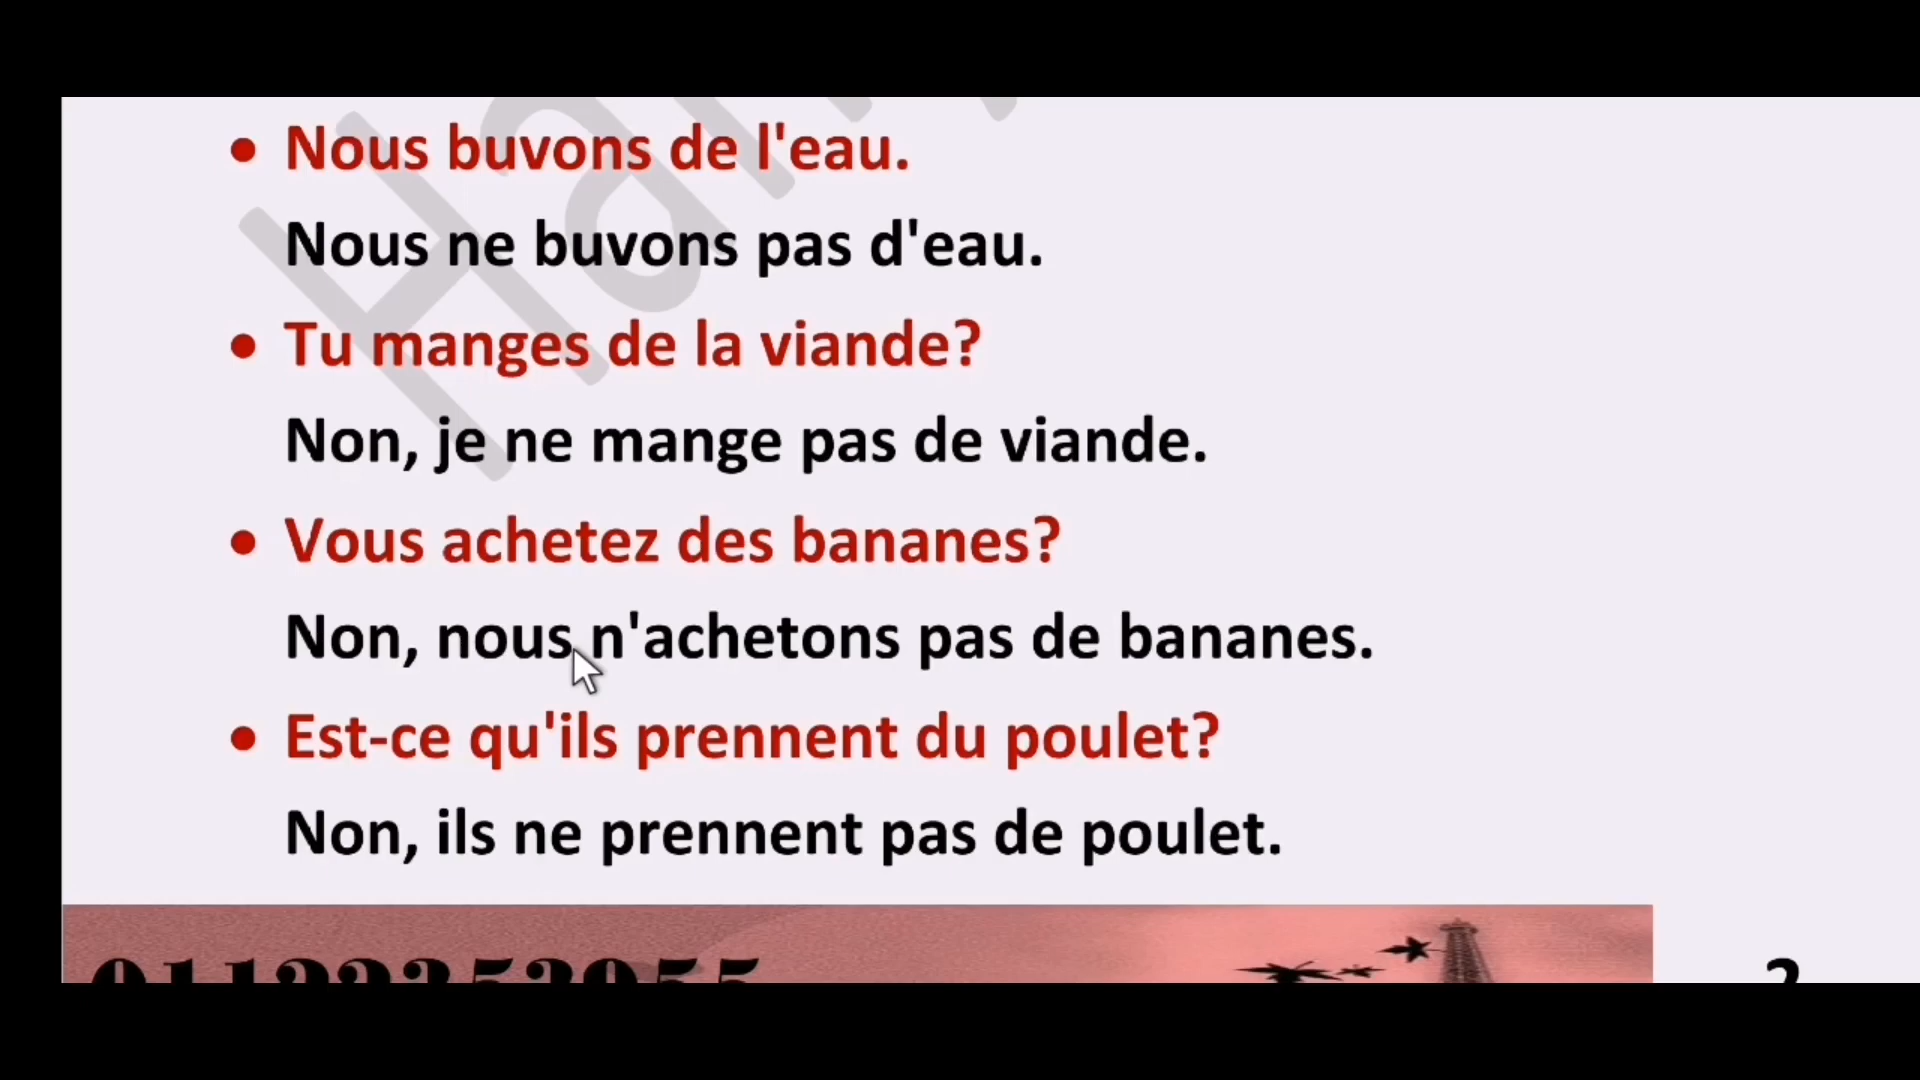 • Nous buvons de l'eau.
Nous ne buvons pas d'eau.
• Tu manges de la viande?
Non, je ne mange pas de viande.
• Vous achetez des bananes?
Non, nous n'achetons pas de bananes.
• Est-ce qu'ils prennent du poulet?
Non, ils ne prennent pas de poulet.